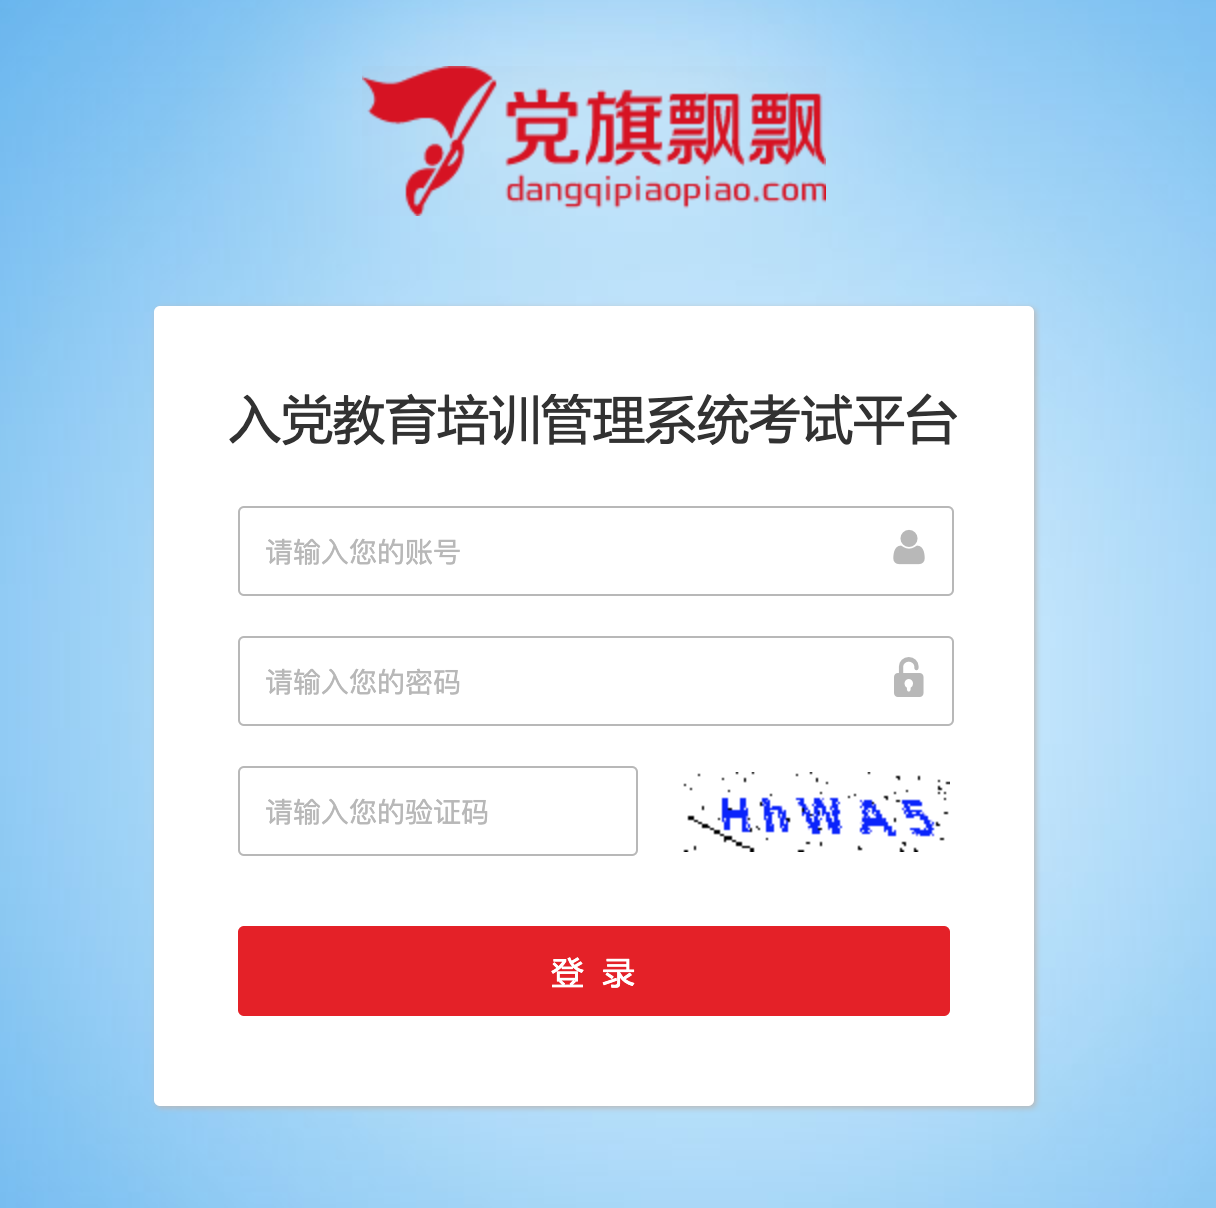 党旗飘飘
dangqipiaopiao.com
入党教育培训管理系统考试平台
请输入您的账号
请输入您的密码
请输入您的验证码
HhWA5
登 录